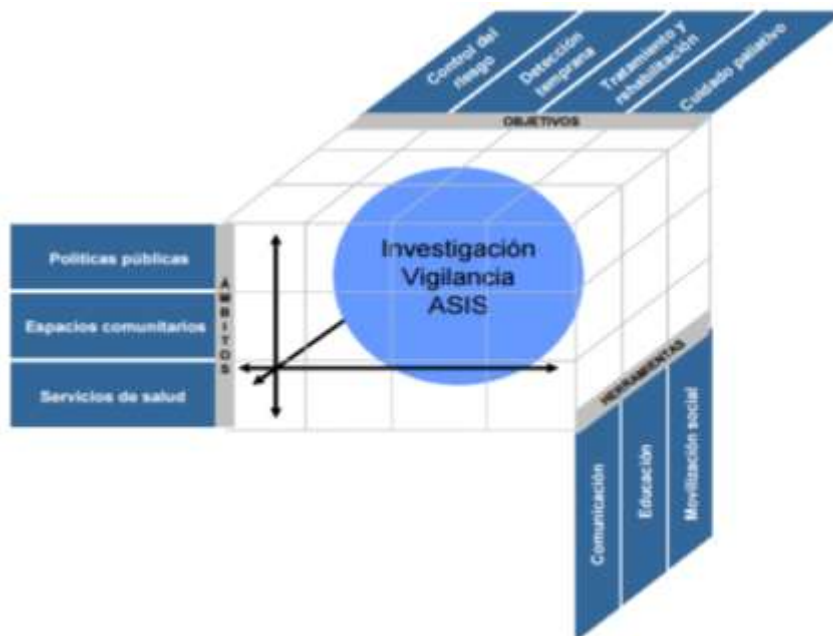 Control del
riesgo
Detección
temprana
Tratamiento y
rehabilitación
Cuidado paliativo
OBJETIVOS
Políticas públicas
Espacios comunitarios
Servicios de salud
ÁMBITOS
Investigación
Vigilancia
ASIS
HERRAMIENTAS
Comunicación
Educación
Movilización social